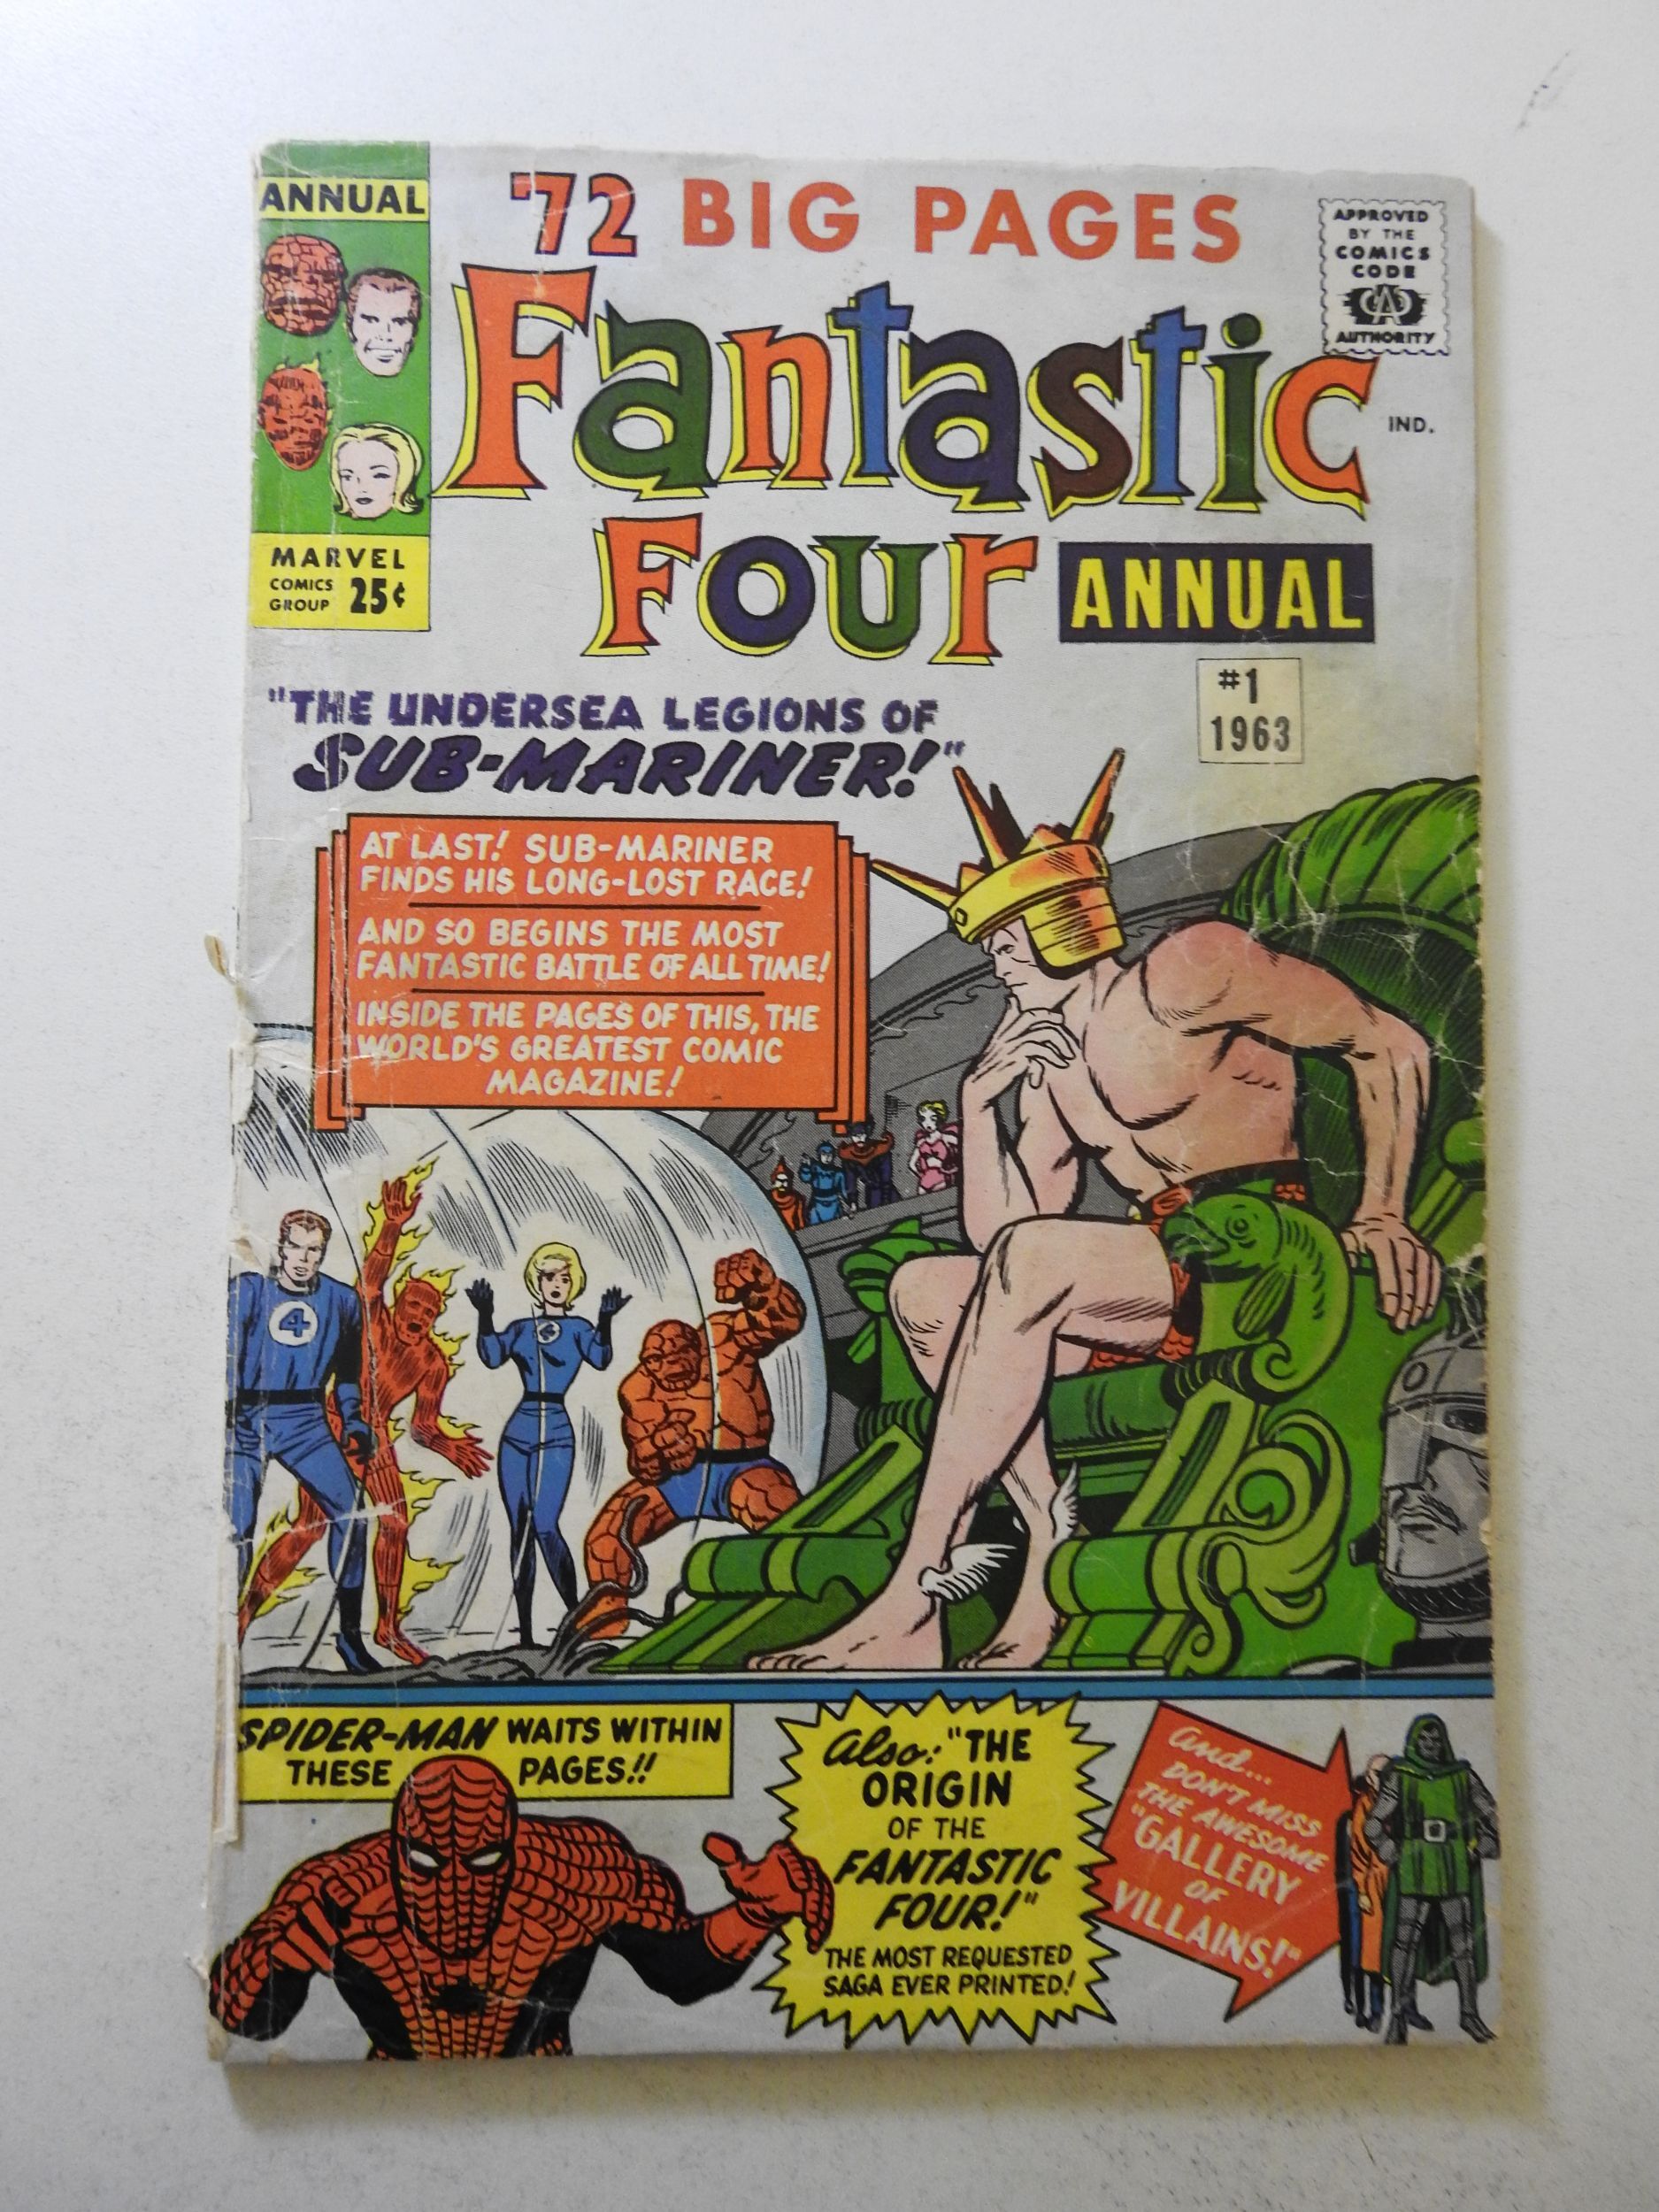 ANNUAL
MARVEL
COMICS
GROUP 25¢
72 BIG PAGES
APPROVED
BY THE
COMICS
CODE
CA
AUTHORITY
Fantastic
IND.
Four ANNUAL
#1
1963
"THE UNDERSEA LEGIONS OF
SUB-MARINER!"
AT LAST! SUB-MARINER
FINDS HIS LONG-LOST RACE!
AND SO BEGINS THE MOST
FANTASTIC BATTLE OF ALL TIME!
INSIDE THE PAGES OF THIS, THE
WORLD'S GREATEST COMIC
MAGAZINE!
4
SPIDER-MAN WAITS WITHIN
THESE PAGES!!
Also: "THE
ORIGIN
OF THE
FANTASTIC
FOUR!"
THE MOST REQUESTED
SAGA EVER PRINTED!
And...
DON'T MISS
THE AWESOME
"GALLERY
OF
VILLAINS!"